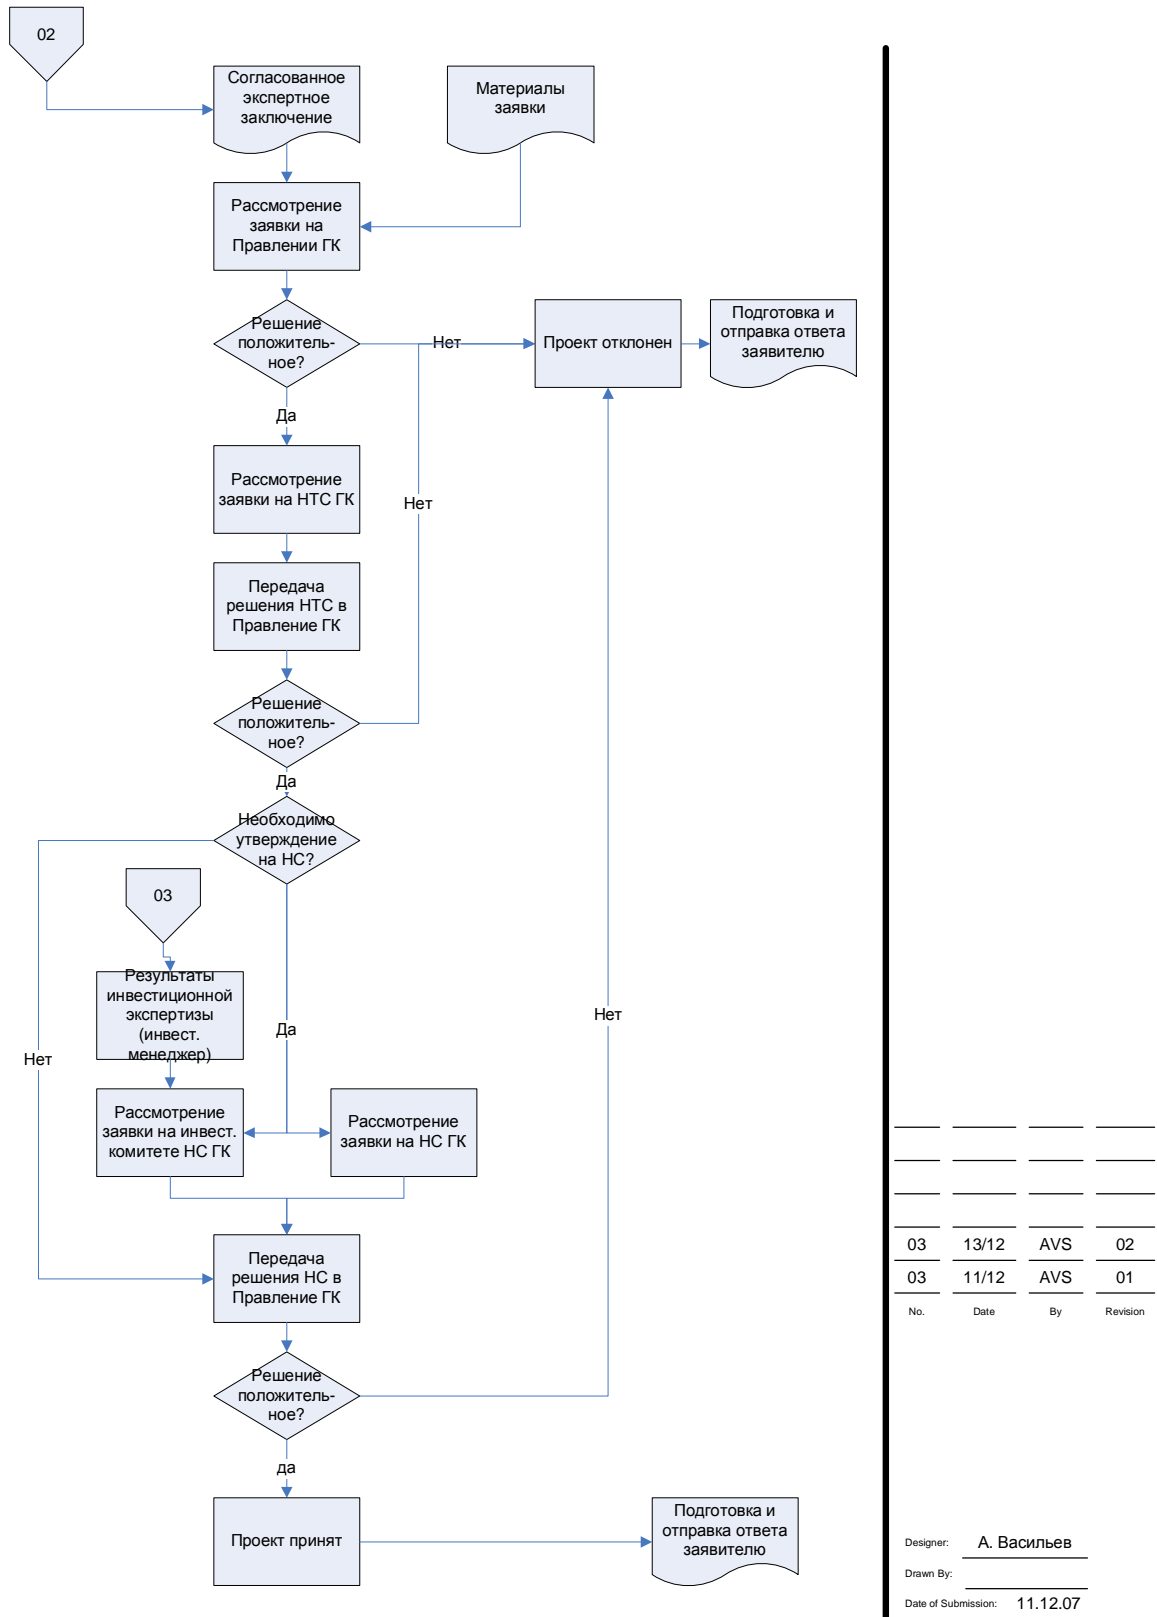 02
Согласованное
экспертное
заключение
Материалы
заявки
Рассмотрение
заявки на
Правлении ГК
Решение
положитель-
ное?
Нет
Проект отклонен
Подготовка и
отправка ответа
заявителю
Да
Рассмотрение
заявки на НТС ГК
Нет
Передача
решения НТС в
Правление ГК
Решение
положитель-
ное?
Да
Необходимо
утверждение
на НС?
03
Результаты
инвестиционной
экспертизы
(инвест.
менеджер)
Нет
Да
Нет
Рассмотрение
заявки на инвест.
комитете НС ГК
Рассмотрение
заявки на НС ГК
Передача
решения НС в
Правление ГК
Решение
положитель-
ное?
да
Проект принят
Подготовка и
отправка ответа
заявителю
03 13/12 AVS 02
03 11/12 AVS 01
No. Date By Revision
Designer: А. Васильев
Drawn By:
Date of Submission: 11.12.07